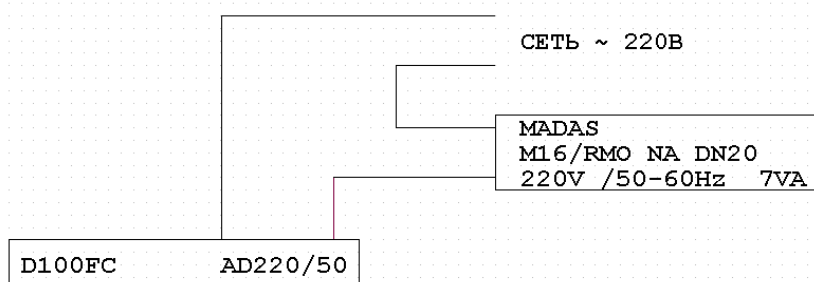 СЕТЬ ~ 220В
MADAS
M16/RMO NA DN20
220V /50-60Hz 7VA
D100FC AD220/50